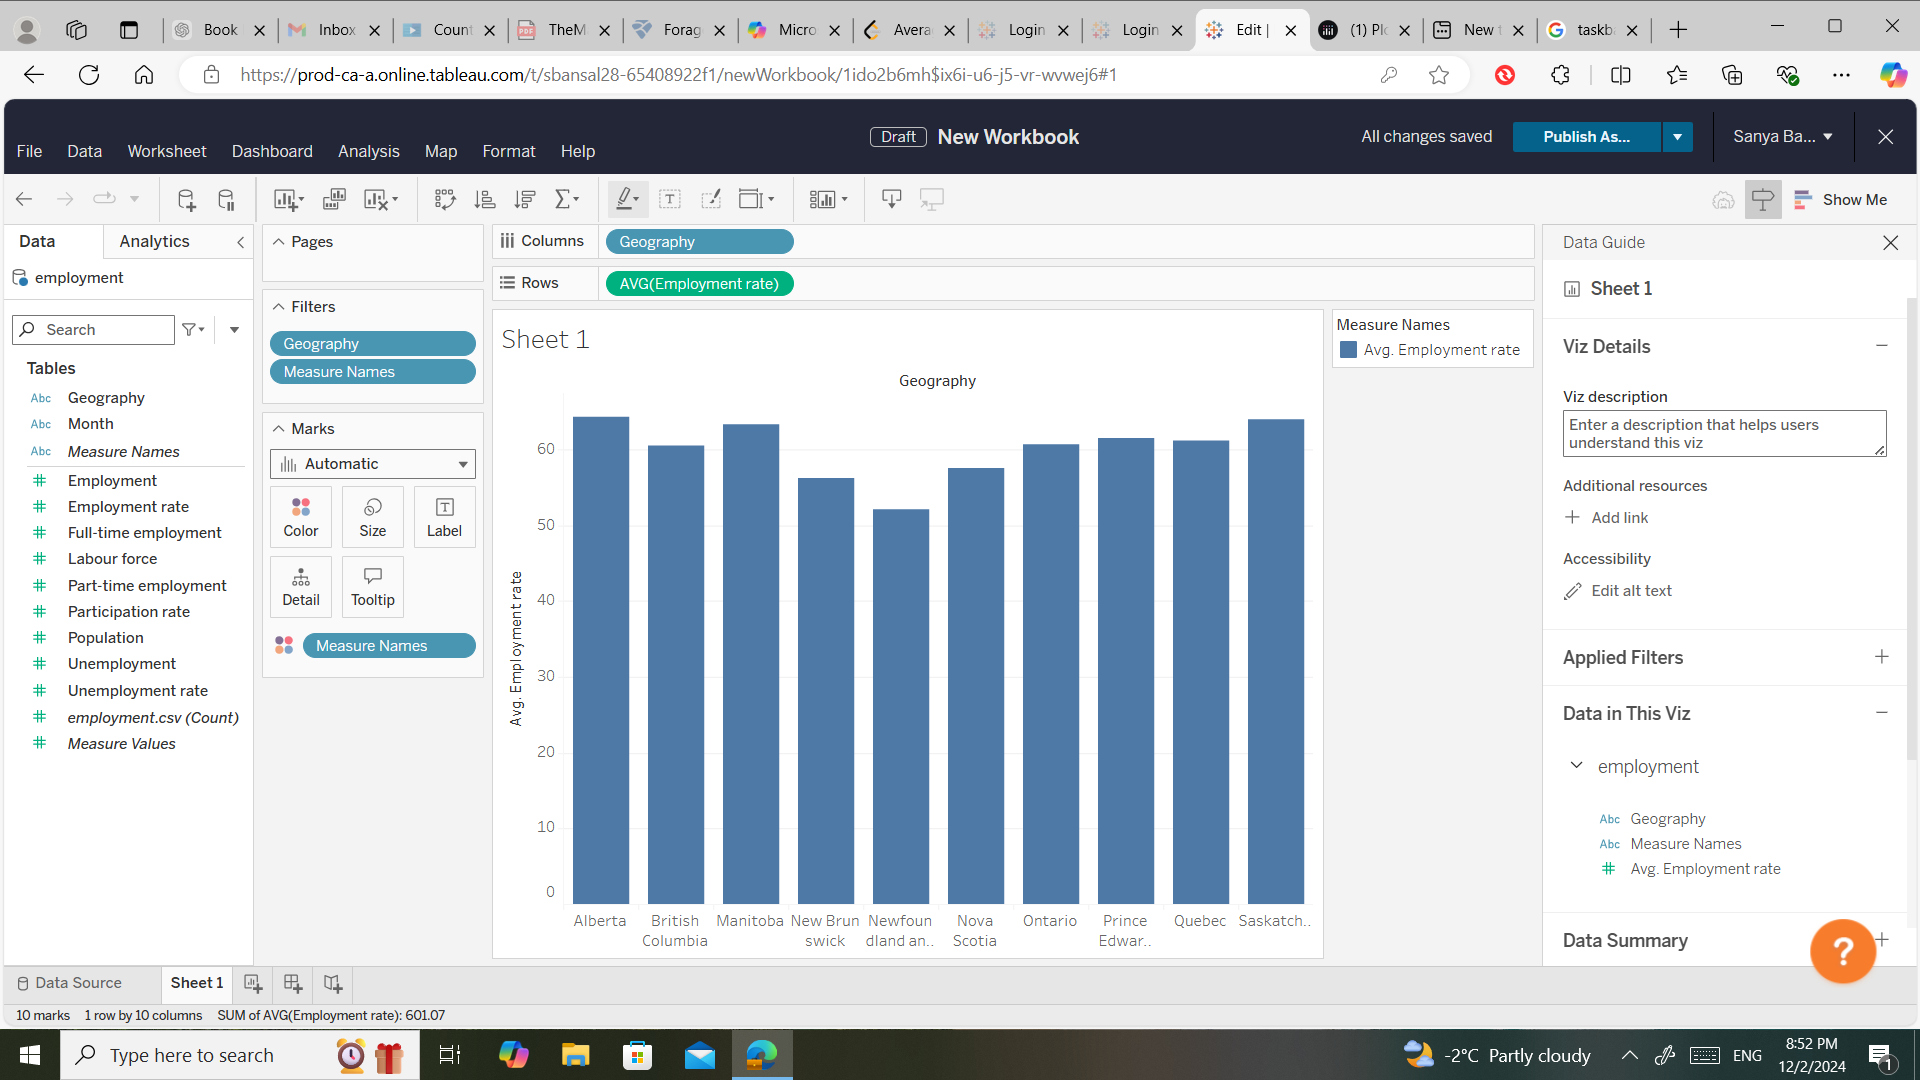 Book
Inbox
Count
TheM
Forag
Micro
Avera
Login
Login
Edit |
(1) Plo
New t
taskba
https://prod-ca-a.online.tableau.com/t/sbansal28-65408922f1/newWorkbook/1ido2b6mh$ix6i-u6-j5-vr-wvwej6#1
Draft New Workbook
All changes saved
Publish As...
Sanya Ba...
File Data Worksheet Dashboard Analysis Map Format Help
Show Me
Data
Analytics
employment
Search
Tables
Abc Geography
Abc Month
Abc Measure Names
# Employment
# Employment rate
# Full-time employment
# Labour force
# Part-time employment
# Participation rate
# Population
# Unemployment
# Unemployment rate
# employment.csv (Count)
# Measure Values
Pages
Filters
Geography
Measure Names
Marks
Automatic
Color
Size
Label
Detail
Tooltip
Measure Names
Columns
Geography
Rows
AVG(Employment rate)
Sheet 1
Geography
Avg. Employment rate
60
50
40
30
20
10
0
Alberta
British
Columbia
Manitoba
New Brun
swick
Newfoun
dland an..
Nova
Scotia
Ontario
Prince
Edwar..
Quebec
Saskatch..
Measure Names
Avg. Employment rate
Data Guide
Sheet 1
Viz Details
Viz description
Enter a description that helps users
understand this viz
Additional resources
Add link
Accessibility
Edit alt text
Applied Filters
Data in This Viz
employment
Abc Geography
Abc Measure Names
# Avg. Employment rate
Data Summary
?
Data Source
Sheet 1
10 marks 1 row by 10 columns SUM of AVG(Employment rate): 601.07
Type here to search
-2°C Partly cloudy
ENG
8:52 PM
12/2/2024
1